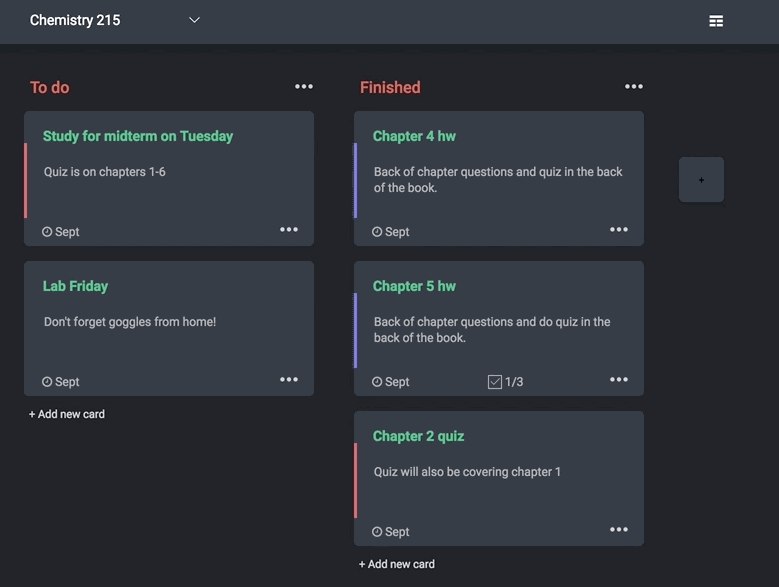 Chemistry 215
To do
Study for midterm on Tuesday
Quiz is on chapters 1-6
Sept
Lab Friday
Don't forget goggles from home!
Sept
+ Add new card
Finished
Chapter 4 hw
Back of chapter questions and quiz in the back
of the book.
Sept
Chapter 5 hw
Back of chapter questions and do quiz in the
back of the book.
Sept 1/3
Chapter 2 quiz
Quiz will also be covering chapter 1
Sept
+ Add new card
+